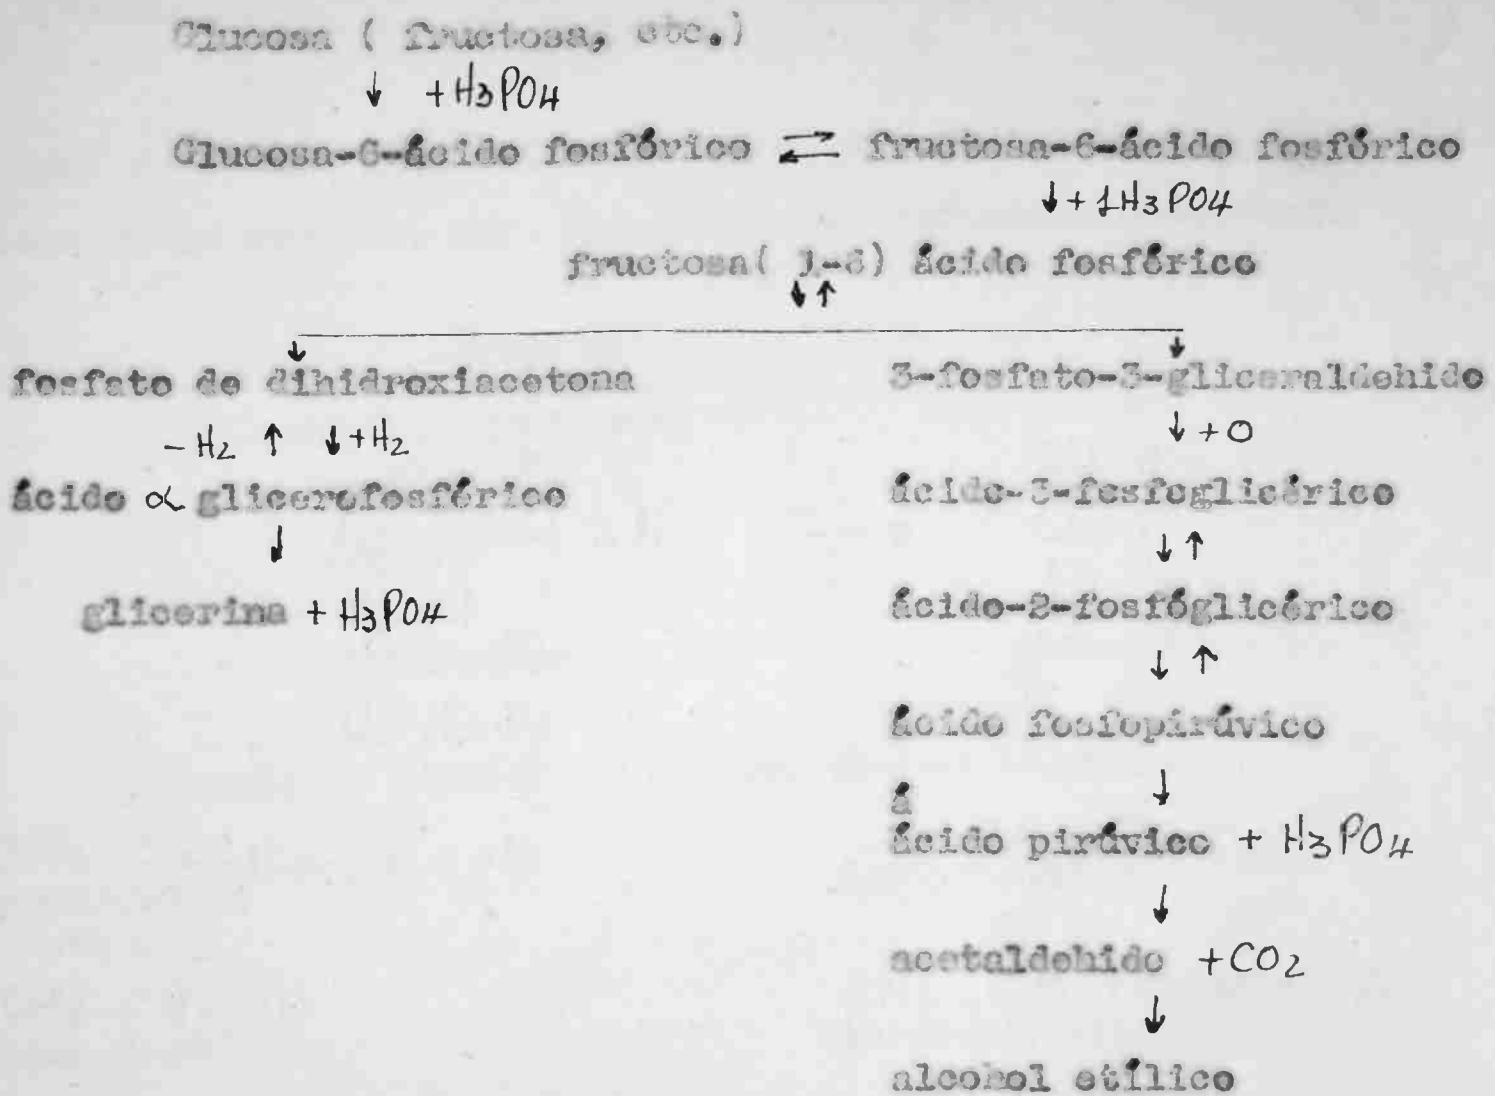 Glucosa ( fructosa, etc.)
↓ +H3PO4
Glucosa-6-ácido fosfórico ⇄ fructosa-6-ácido fosfórico
↓ + 1H3PO4
fructosa( 1-6) ácido fosfórico
↓ ↑
↓ ↓
fosfato de dihidroxiacetona 3-fosfato-3-gliceraldehido
- H2 ↑ ↓ +H2 ↓ + O
ácido ∝ glicerofosférico ácido-3-fosfoglicérico
↓ ↓ ↑
glicerina + H3PO4 ácido-2-fosfóglicérico
↓ ↑
ácido fosfopirúvico
↓
á
ácido pirúvico + H3PO4
↓
acetaldehido +CO2
↓
alcohol etílico